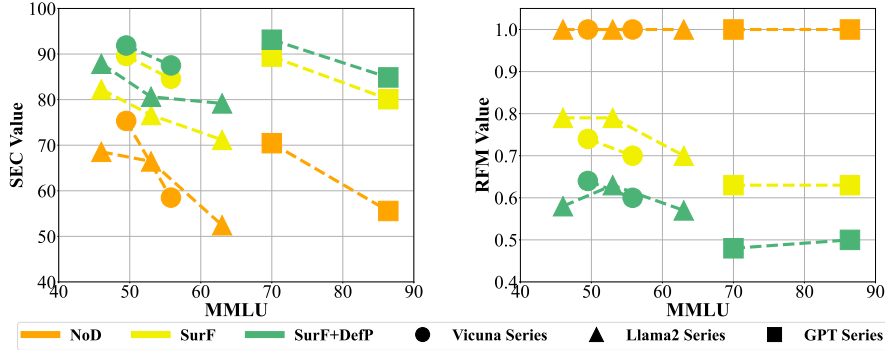 100
90
80
70
60
50
40
SEC Value
40 50 60 70 80 90
MMLU
1.0
0.9
0.8
0.7
0.6
0.5
0.4
RFM Value
40 50 60 70 80 90
MMLU
NoD SurF SurF+DefP Vicuna Series Llama2 Series GPT Series